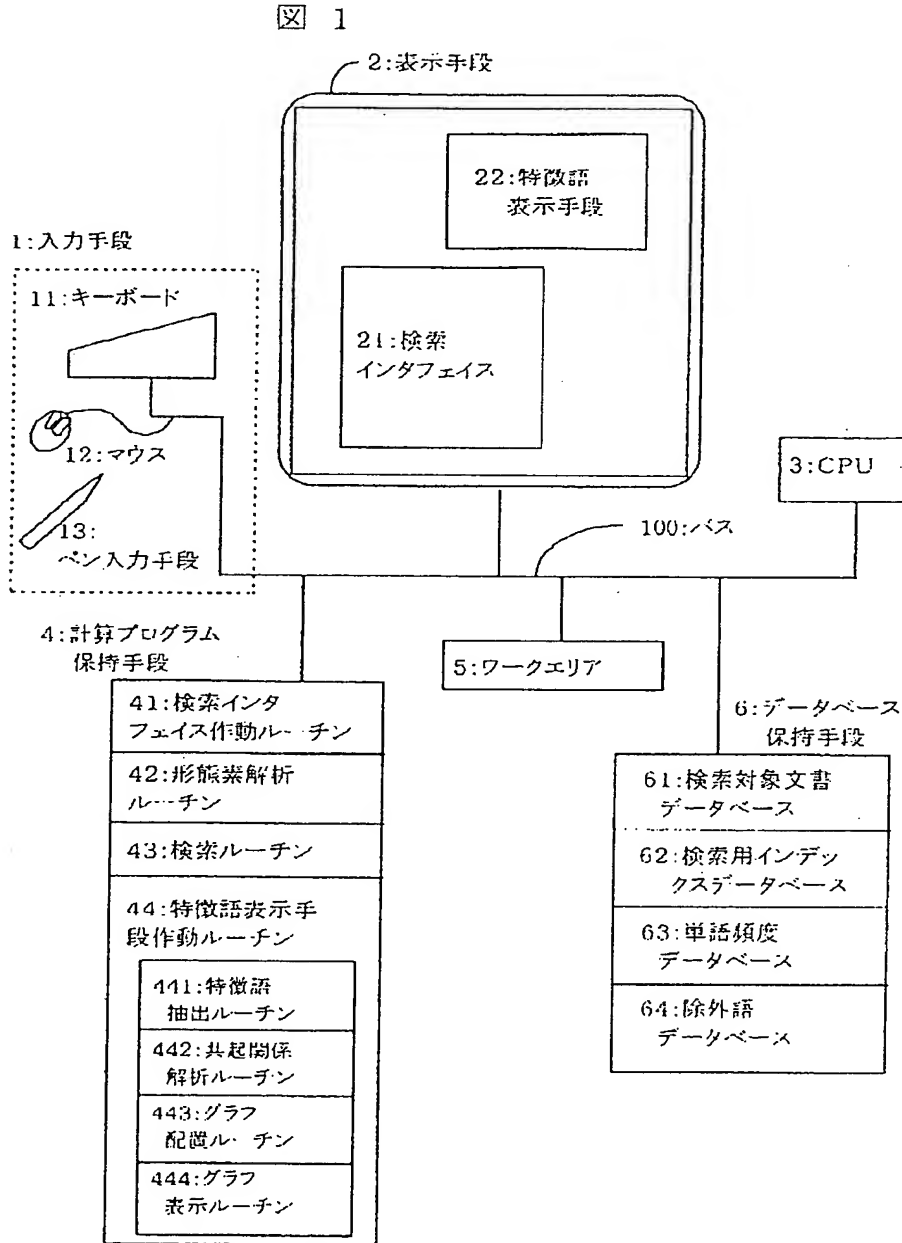 図 1
2:表示手段
22:特徴語
表示手段
1:入力手段
11:キーボード
21:検索
インタフェイス
12:マウス
3:CPU
13:
ペン入力手段
100:バス
4:計算プログラム
保持手段
5:ワークエリア
41:検索インタ
フェイス作動ルーチン
42:形態素解析
ルーチン
43:検索ルーチン
44:特徴語表示手
段作動ルーチン
441:特徴語
抽出ルーチン
442:共起関係
解析ルーチン
443:グラフ
配置ルーチン
444:グラフ
表示ルーチン
6:データベース
保持手段
61:検索対象文書
データベース
62:検索用インデッ
クスデータベース
63:単語頻度
データベース
64:除外語
データベース